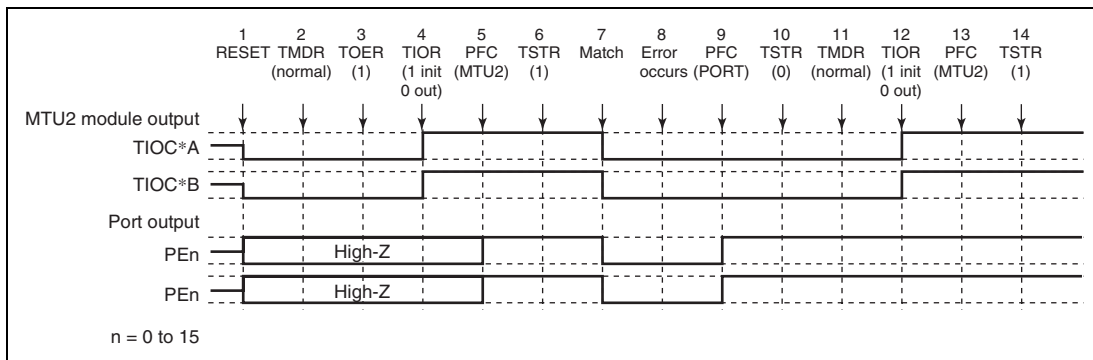 1 2 3 4 5 6 7 8 9 10 11 12 13 14
RESET TMDR TOER TIOR PFC TSTR Match Error PFC TSTR TMDR TIOR PFC TSTR
(normal) (1) (1 init (MTU2) (1) occurs (PORT) (0) (normal) (1 init (MTU2) (1)
0 out) 0 out)
MTU2 module output
TIOC*A
TIOC*B
Port output
PEn High-Z
PEn High-Z
n = 0 to 15